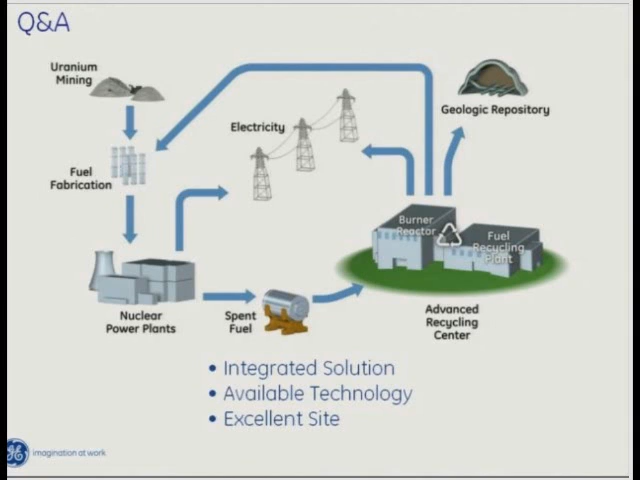 Q&A
Uranium
Mining
Geologic Repository
Electricity
Fuel
Fabrication
Burner
Reactor
Fuel
Recycling
Plant
Nuclear
Power Plants
Spent
Fuel
Advanced
Recycling
Center
• Integrated Solution
• Available Technology
• Excellent Site
GE
imagination at work